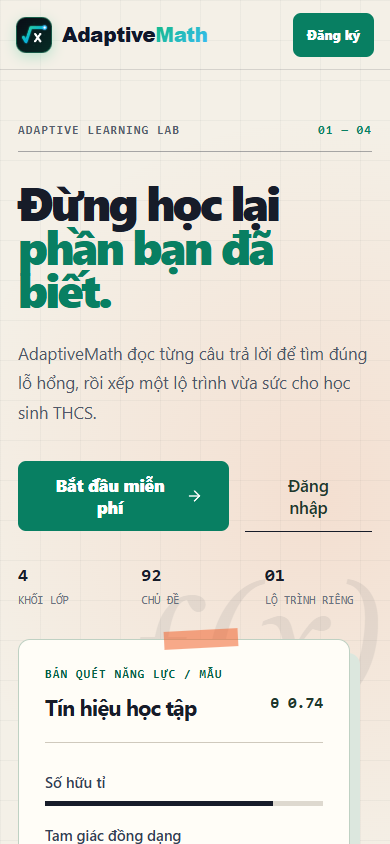 √x AdaptiveMath
Đăng ký
ADAPTIVE LEARNING LAB
01 — 04
Đừng học lại
phần bạn đã
biết.
AdaptiveMath đọc từng câu trả lời để tìm đúng
lỗ hổng, rồi xếp một lộ trình vừa sức cho học
sinh THCS.
Bắt đầu miễn
phí →
Đăng
nhập
4
KHỐI LỚP
92
CHỦ ĐỀ
01
LỘ TRÌNH RIÊNG
f(x)
BẢN QUÉT NĂNG LỰC / MẪU
Tín hiệu học tập
θ 0.74
Số hữu tỉ
Tam giác đồng dạng